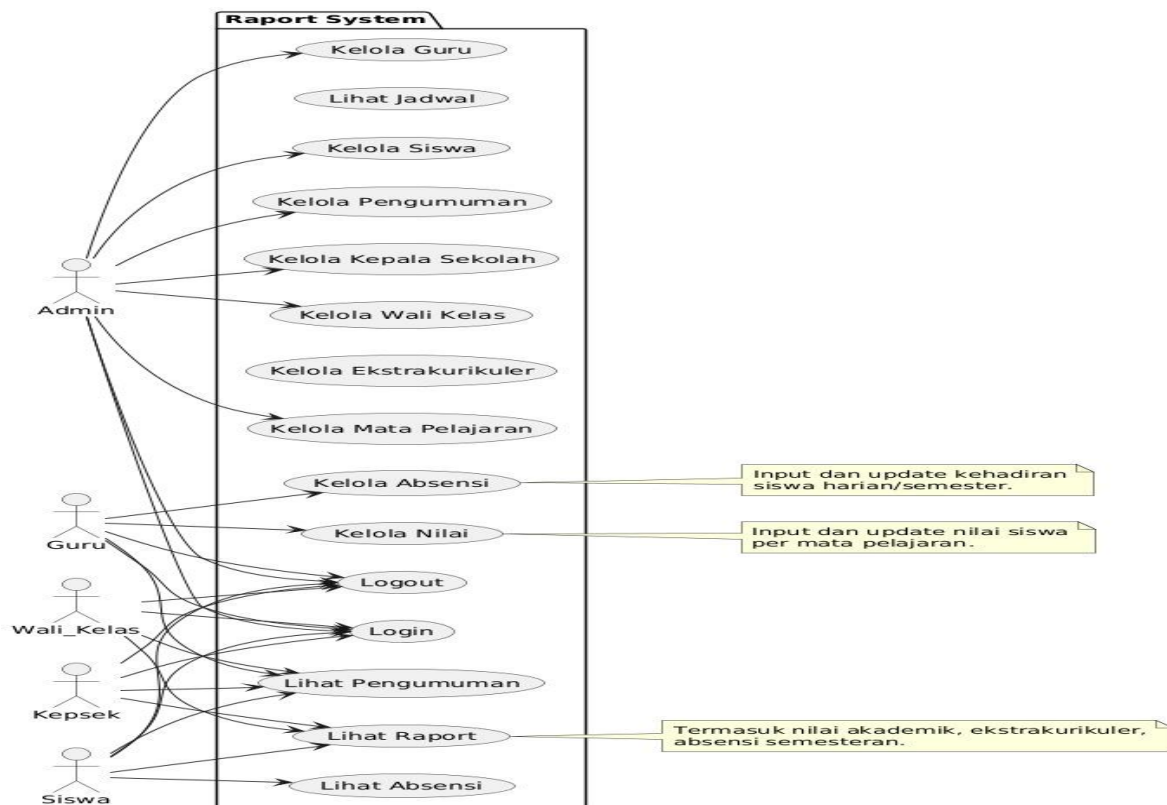 Raport System
Kelola Guru
Lihat Jadwal
Kelola Siswa
Kelola Pengumuman
Kelola Kepala Sekolah
Admin
Kelola Wali Kelas
Kelola Ekstrakurikuler
Kelola Mata Pelajaran
Kelola Absensi
Input dan update kehadiran
siswa harian/semester.
Guru
Kelola Nilai
Input dan update nilai siswa
per mata pelajaran.
Logout
Wali_Kelas
Login
Lihat Pengumuman
Kepsek
Lihat Raport
Termasuk nilai akademik, ekstrakurikuler,
absensi semesteran.
Lihat Absensi
Siswa